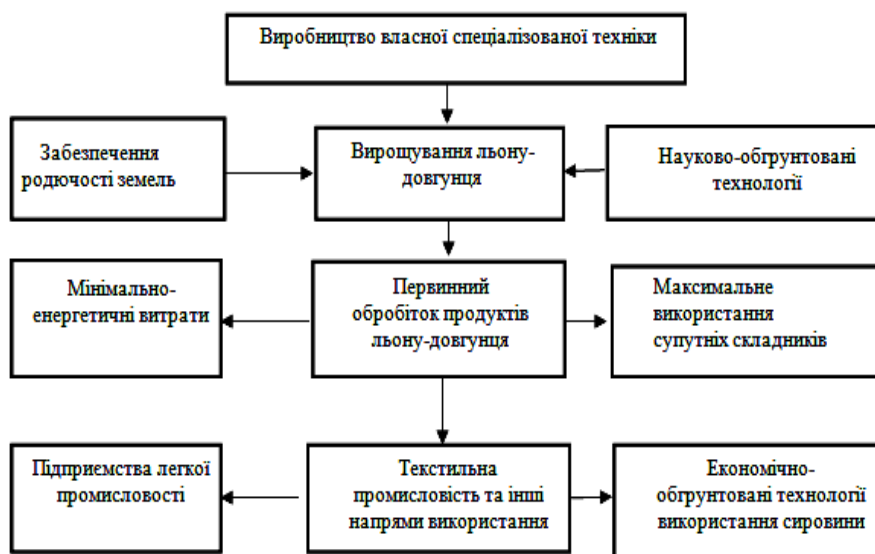 Виробництво власної спеціалізованої техніки
Забезпечення
родючості земель
Вирощування льону-
довгунця
Науково-обгрунтовані
технології
Мінімально-
енергетичні витрати
Первинний
обробіток продуктів
льону-довгунця
Максимальне
використання
супутніх складників
Підприємства легкої
промисловості
Текстильна
промисловість та інші
напрями використання
Економічно-
обгрунтовані технології
використання сировини